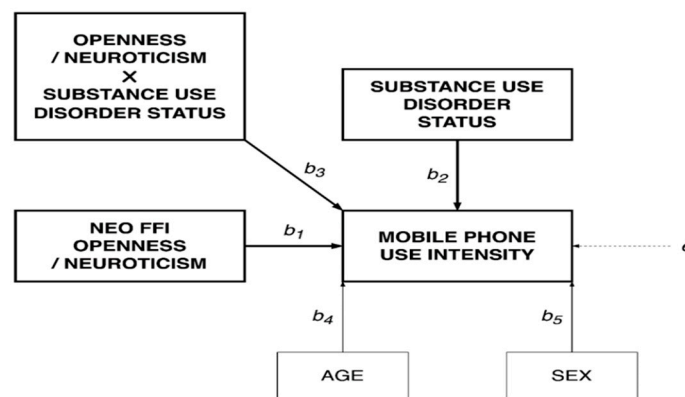 OPENNESS
/ NEUROTICISM
×
SUBSTANCE USE
DISORDER STATUS
SUBSTANCE USE
DISORDER
STATUS
b3
b2
NEO FFI
OPENNESS
/ NEUROTICISM
b1
MOBILE PHONE
USE INTENSITY
b4
b5
AGE
SEX